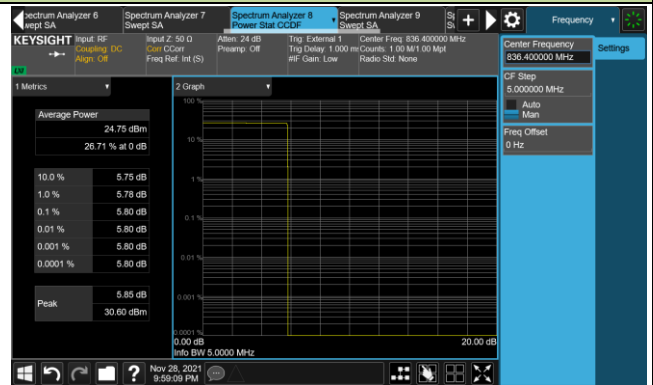 pectrum Analyzer 6
wept SA
Spectrum Analyzer 7
Swept SA
Spectrum Analyzer 8
Power Stat CCDF
Spectrum Analyzer 9
Swept SA
Frequency
KEYSIGHT
Input: RF
Coupling: DC
Align: Off
Input Z: 50 Ω
Corr CCorr
Freq Ref: Int (S)
Atten: 24 dB
Preamp: Off
Trig: External 1
Trig Delay: 1.000 m
#IF Gain: Low
Center Freq: 836.400000 MHz
Counts: 1.00 M/1.00 Mpt
Radio Std: None
Center Frequency
836.400000 MHz
Settings
CF Step
5.000000 MHz
Auto
Man
Freq Offset
0 Hz
1 Metrics
Average Power
24.75 dBm
26.71 % at 0 dB
10.0 % 5.75 dB
1.0 % 5.78 dB
0.1 % 5.80 dB
0.01 % 5.80 dB
0.001 % 5.80 dB
0.0001 % 5.80 dB
Peak
5.85 dB
30.60 dBm
2 Graph
100 %
10 %
1 %
0.1 %
0.01 %
0.001 %
0.0001 %
0.00 dB
20.00 dB
Info BW 5.0000 MHz
Nov 28, 2021
9:59:09 PM